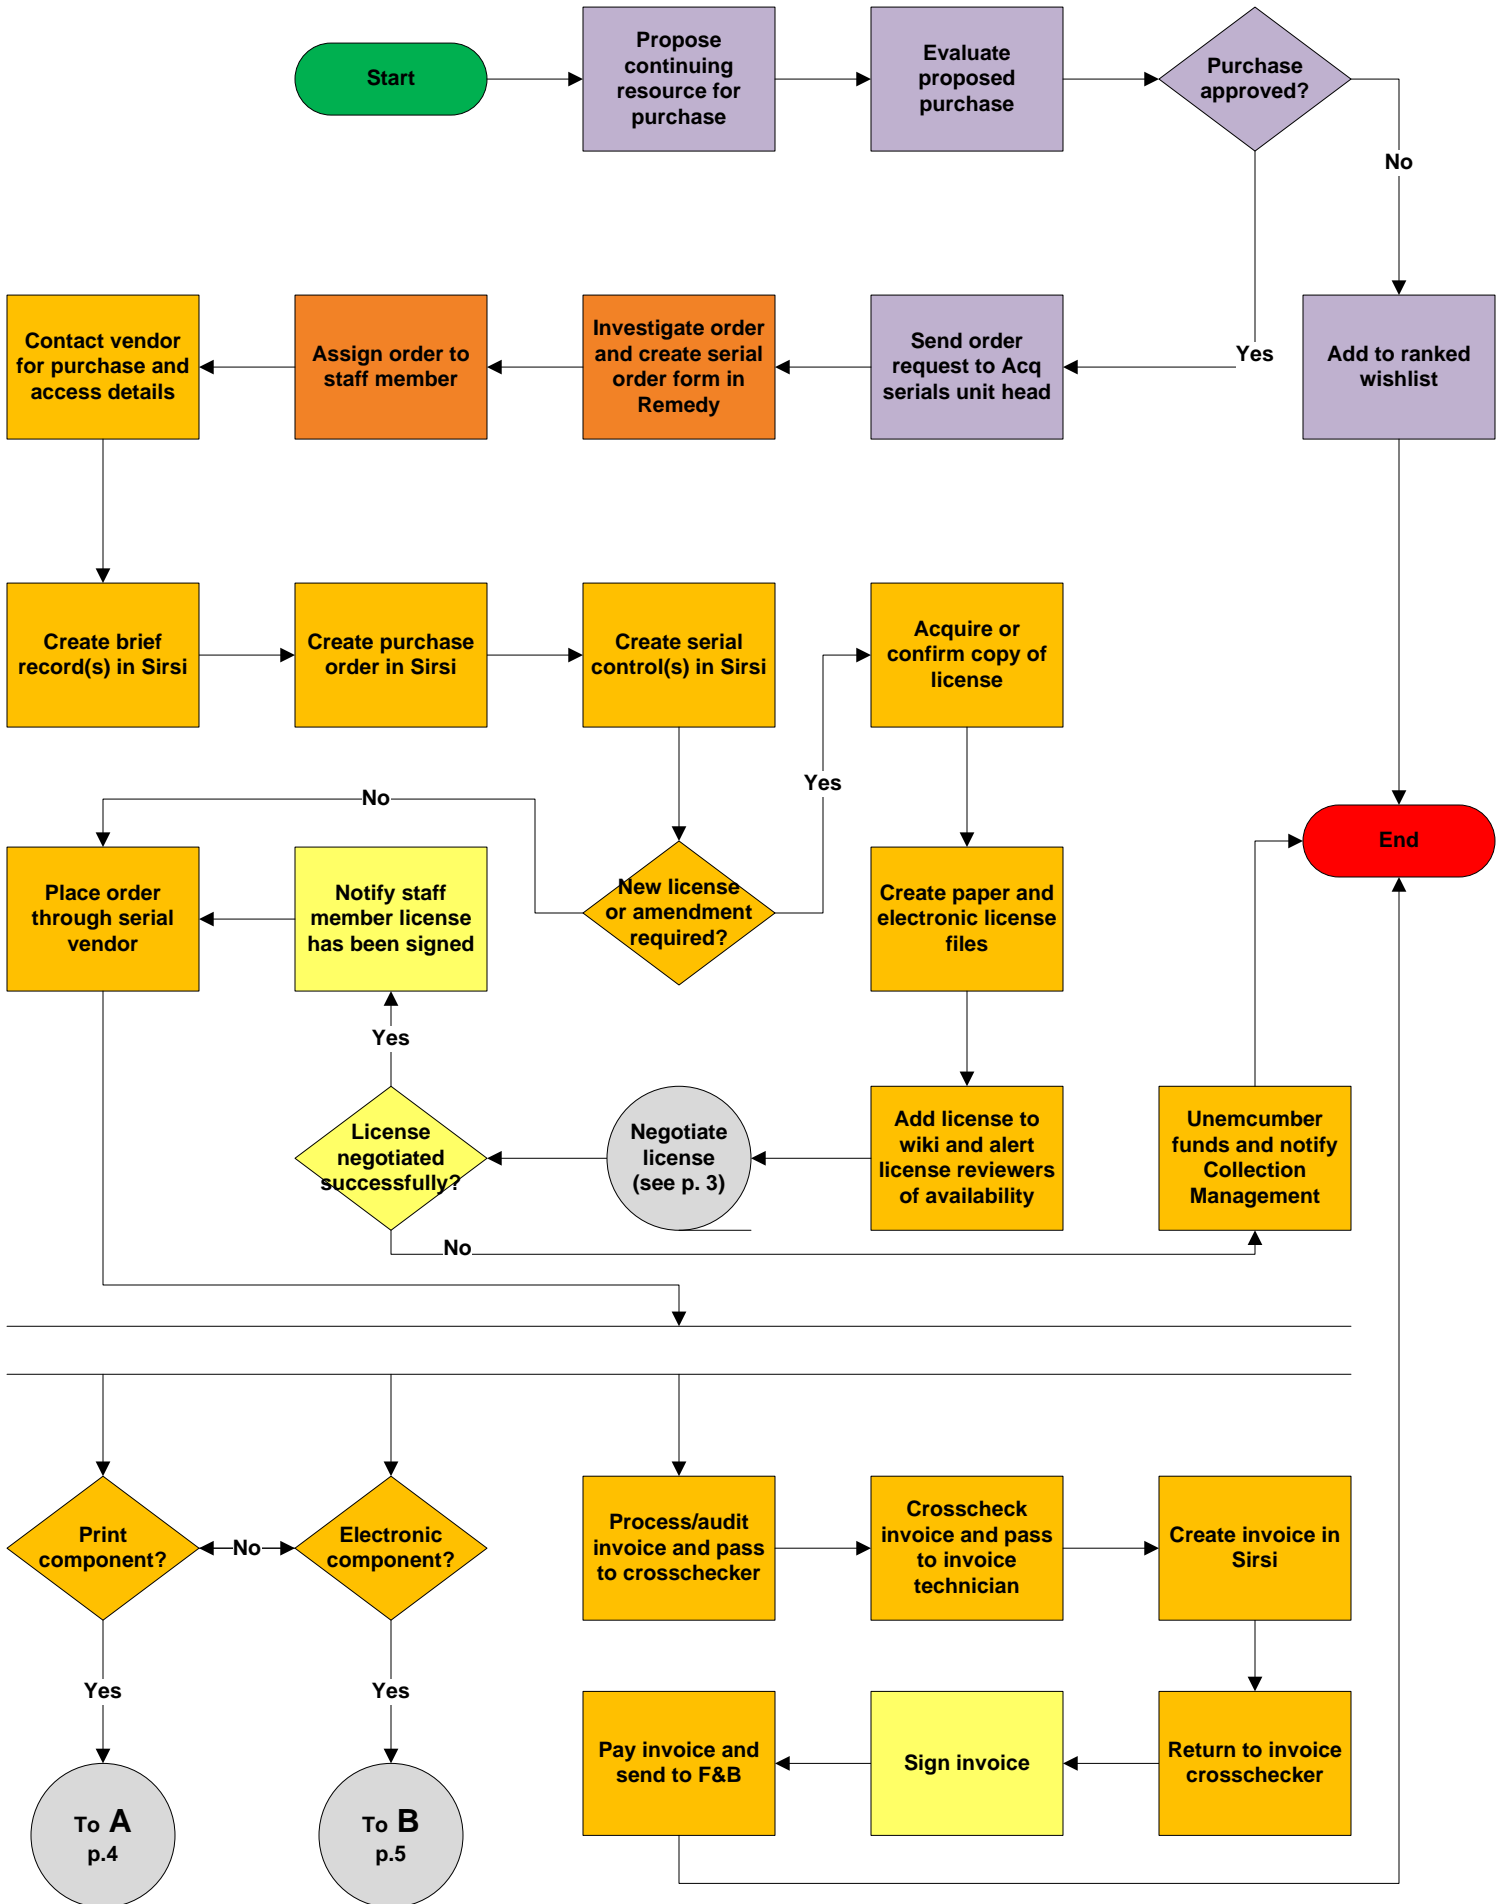 Start
Propose
continuing
resource for
purchase
Evaluate
proposed
purchase
Purchase
approved?
No
Yes
Contact vendor
for purchase and
access details
Assign order to
staff member
Investigate order
and create serial
order form in
Remedy
Send order
request to Acq
serials unit head
Add to ranked
wishlist
Create brief
record(s) in Sirsi
Create purchase
order in Sirsi
Create serial
control(s) in Sirsi
Acquire or
confirm copy of
license
Yes
No
Place order
through serial
vendor
Notify staff
member license
has been signed
New license
or amendment
required?
Create paper and
electronic license
files
End
Yes
License
negotiated
successfully?
Negotiate
license
(see p. 3)
Add license to
wiki and alert
license reviewers
of availability
Unemcumber
funds and notify
Collection
Management
No
Print
component?
No
Electronic
component?
Process/audit
invoice and pass
to crosschecker
Crosscheck
invoice and pass
to invoice
technician
Create invoice in
Sirsi
Yes
Yes
Pay invoice and
send to F&B
Sign invoice
Return to invoice
crosschecker
To A
p.4
To B
p.5